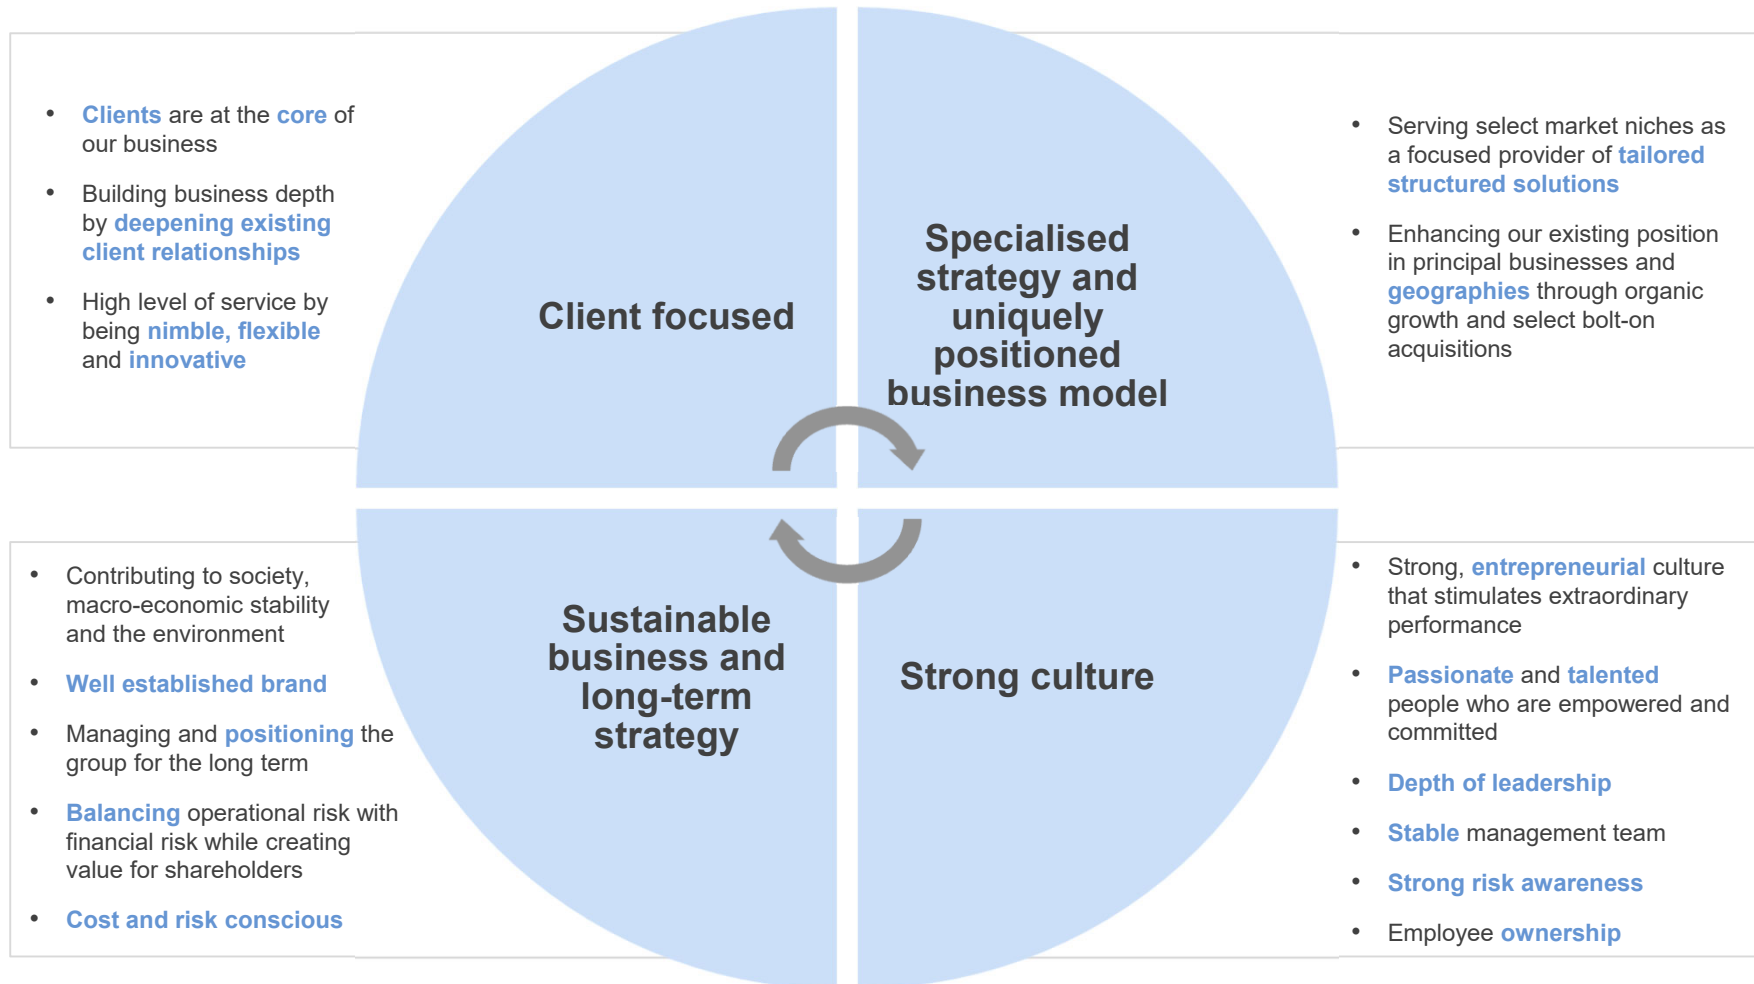 • Clients are at the core of
our business
• Building business depth
by deepening existing
client relationships
• High level of service by
being nimble, flexible
and innovative
Client focused
Specialised
strategy and
uniquely
positioned
business model
• Serving select market niches as
a focused provider of tailored
structured solutions
• Enhancing our existing position
in principal businesses and
geographies through organic
growth and select bolt-on
acquisitions
• Contributing to society,
macro-economic stability
and the environment
• Well established brand
• Managing and positioning the
group for the long term
• Balancing operational risk with
financial risk while creating
value for shareholders
• Cost and risk conscious
Sustainable
business and
long-term
strategy
Strong culture
• Strong, entrepreneurial culture
that stimulates extraordinary
performance
• Passionate and talented
people who are empowered and
committed
• Depth of leadership
• Stable management team
• Strong risk awareness
• Employee ownership